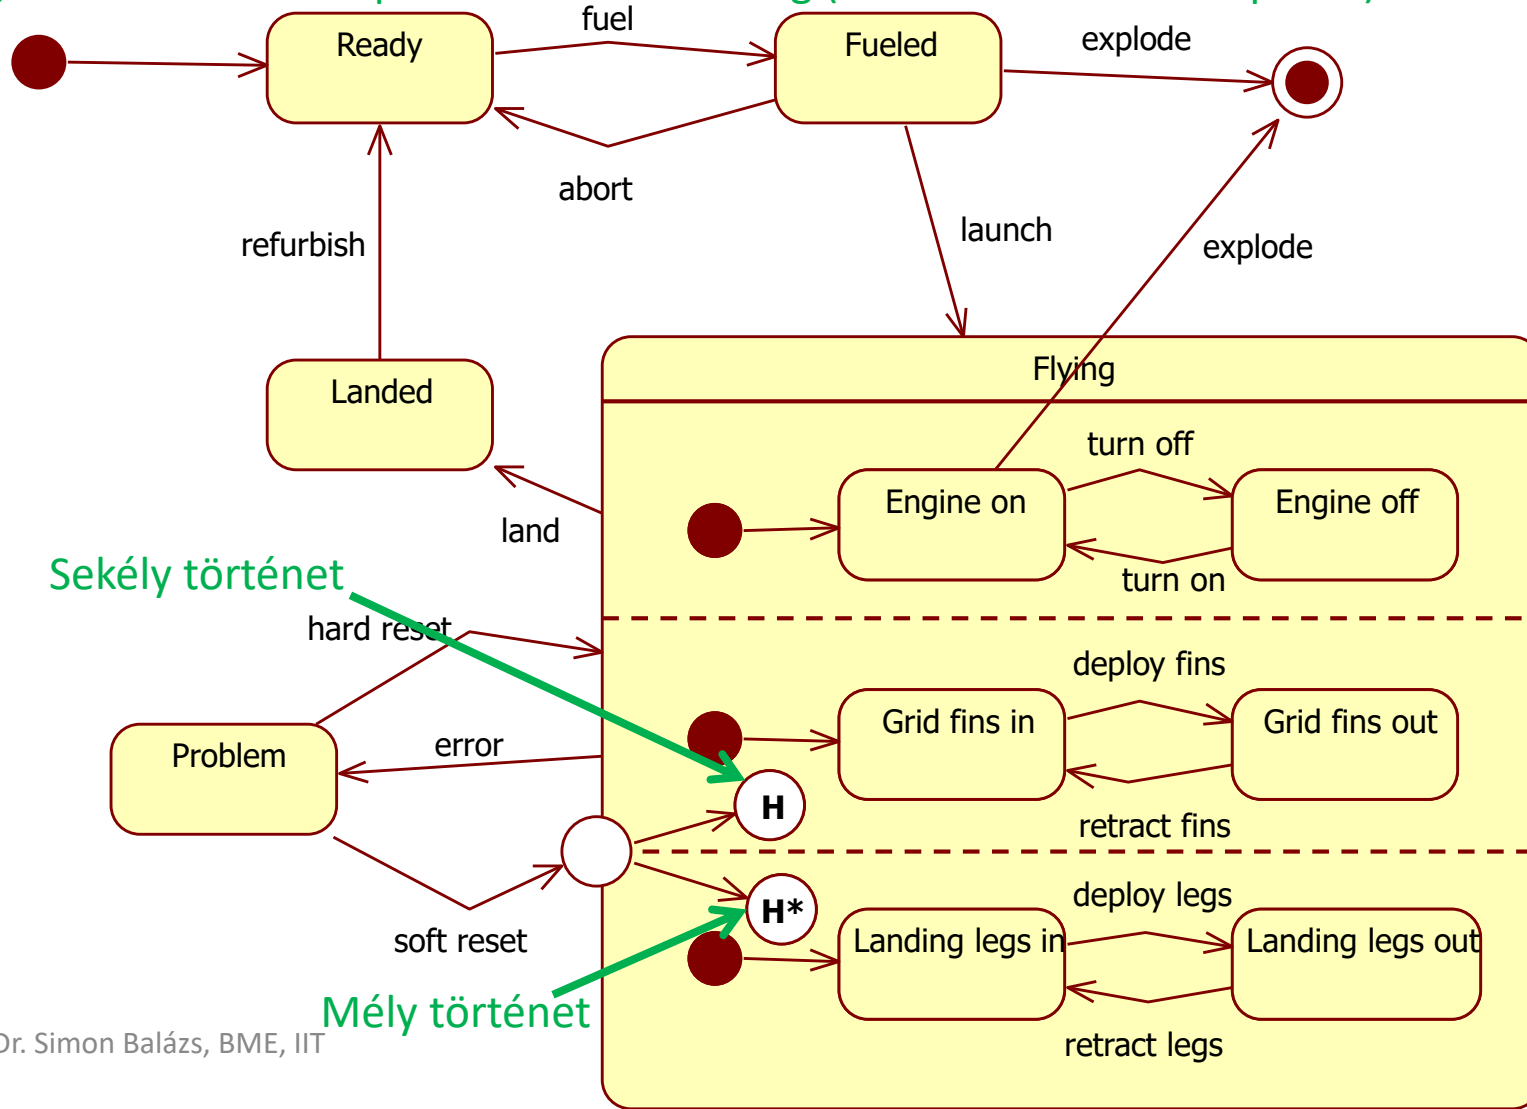 fuel
Ready
Fueled
explode
abort
launch
refurbish
explode
Flying
Landed
turn off
Engine on
Engine off
land
turn on
Sekély történet
hard reset
deploy fins
Grid fins in
Grid fins out
Problem
error
H
retract fins
H*
deploy legs
soft reset
Landing legs in
Landing legs out
Mély történet
Dr. Simon Balázs, BME, IIT
retract legs